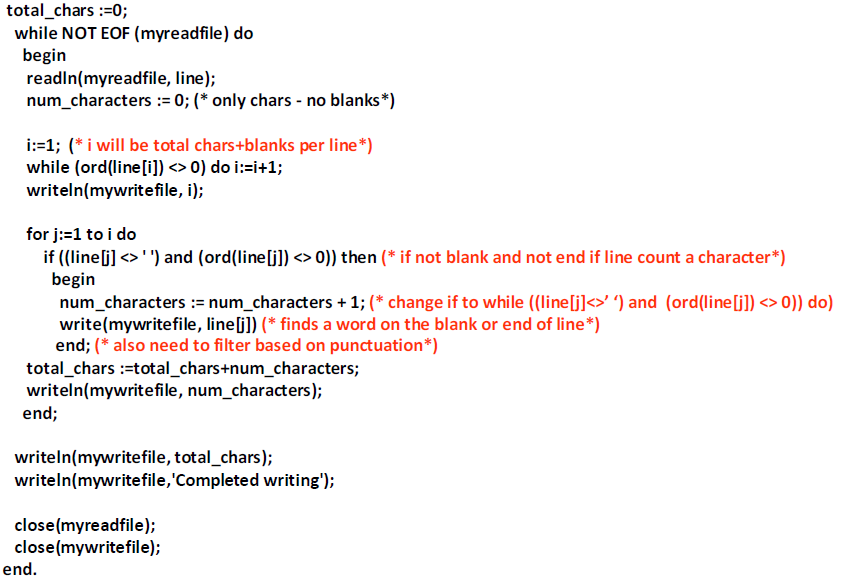 total_chars :=0;
while NOT EOF (myreadfile) do
begin
readln(myreadfile, line);
num_characters := 0; (* only chars - no blanks*)
i:=1; (* i will be total chars+blanks per line*)
while (ord(line[i]) <> 0) do i:=i+1;
writeln(mywritefile, i);
for j:=1 to i do
if ((line[j] <> ' ') and (ord(line[j]) <> 0)) then (* if not blank and not end if line count a character*)
begin
num_characters := num_characters + 1; (* change if to while ((line[j]<>’ ‘) and (ord(line[j]) <> 0)) do)
write(mywritefile, line[j]) (* finds a word on the blank or end of line*)
end; (* also need to filter based on punctuation*)
total_chars :=total_chars+num_characters;
writeln(mywritefile, num_characters);
end;
writeln(mywritefile, total_chars);
writeln(mywritefile,'Completed writing');
close(myreadfile);
close(mywritefile);
end.